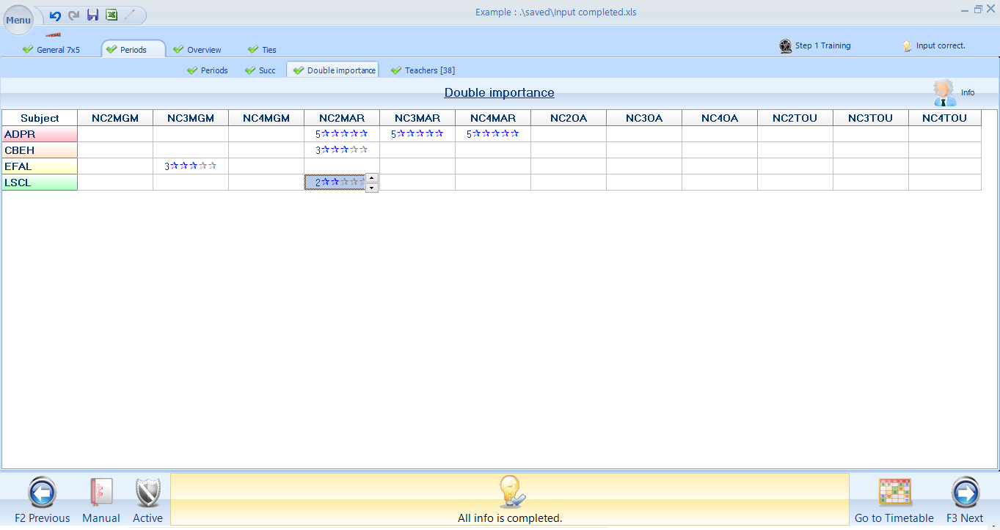 Menu
Example : .\saved\Input completed.xls
General 7x5 Periods Overview Ties Step 1 Training Input correct.
Periods Succ Double importance Teachers [38]
Double importance
Info
Subject NC2MGM NC3MGM NC4MGM NC2MAR NC3MAR NC4MAR NC2OA NC3OA NC4OA NC2TOU NC3TOU NC4TOU
ADPR 5 5 5
CBEH 3
EFAL 3
LSCL 2
F2 Previous Manual Active All info is completed. Go to Timetable F3 Next